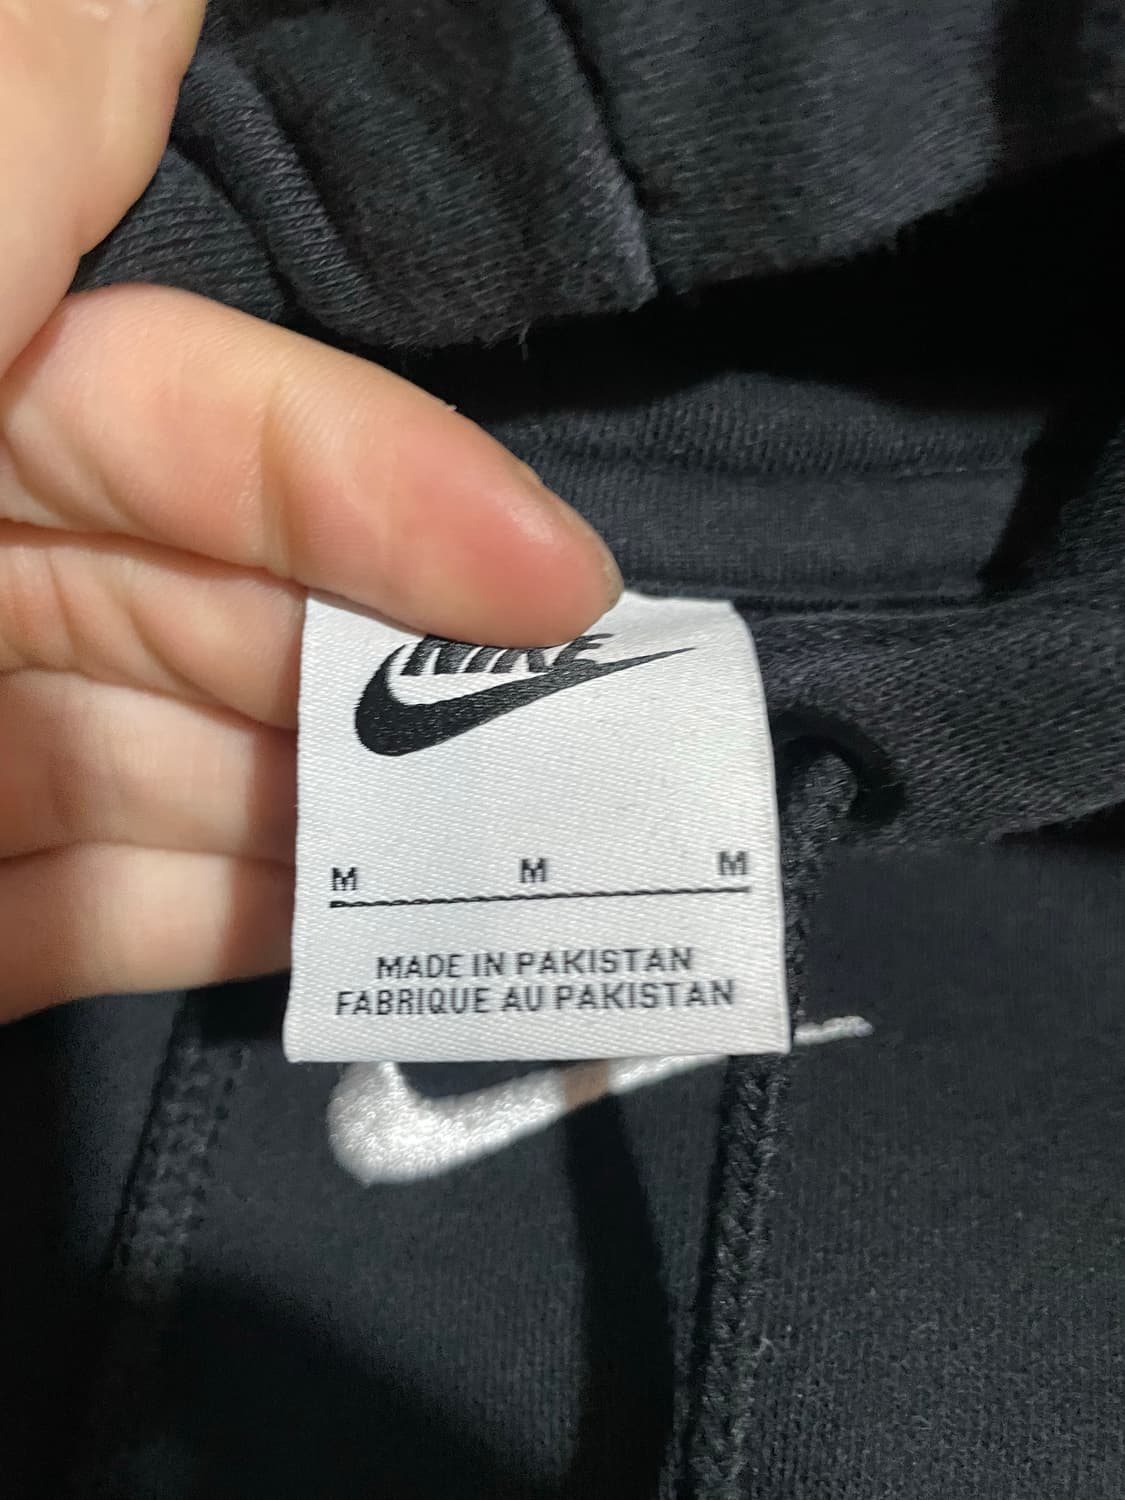 NIKE
M M M
MADE IN PAKISTAN
FABRIQUE AU PAKISTAN